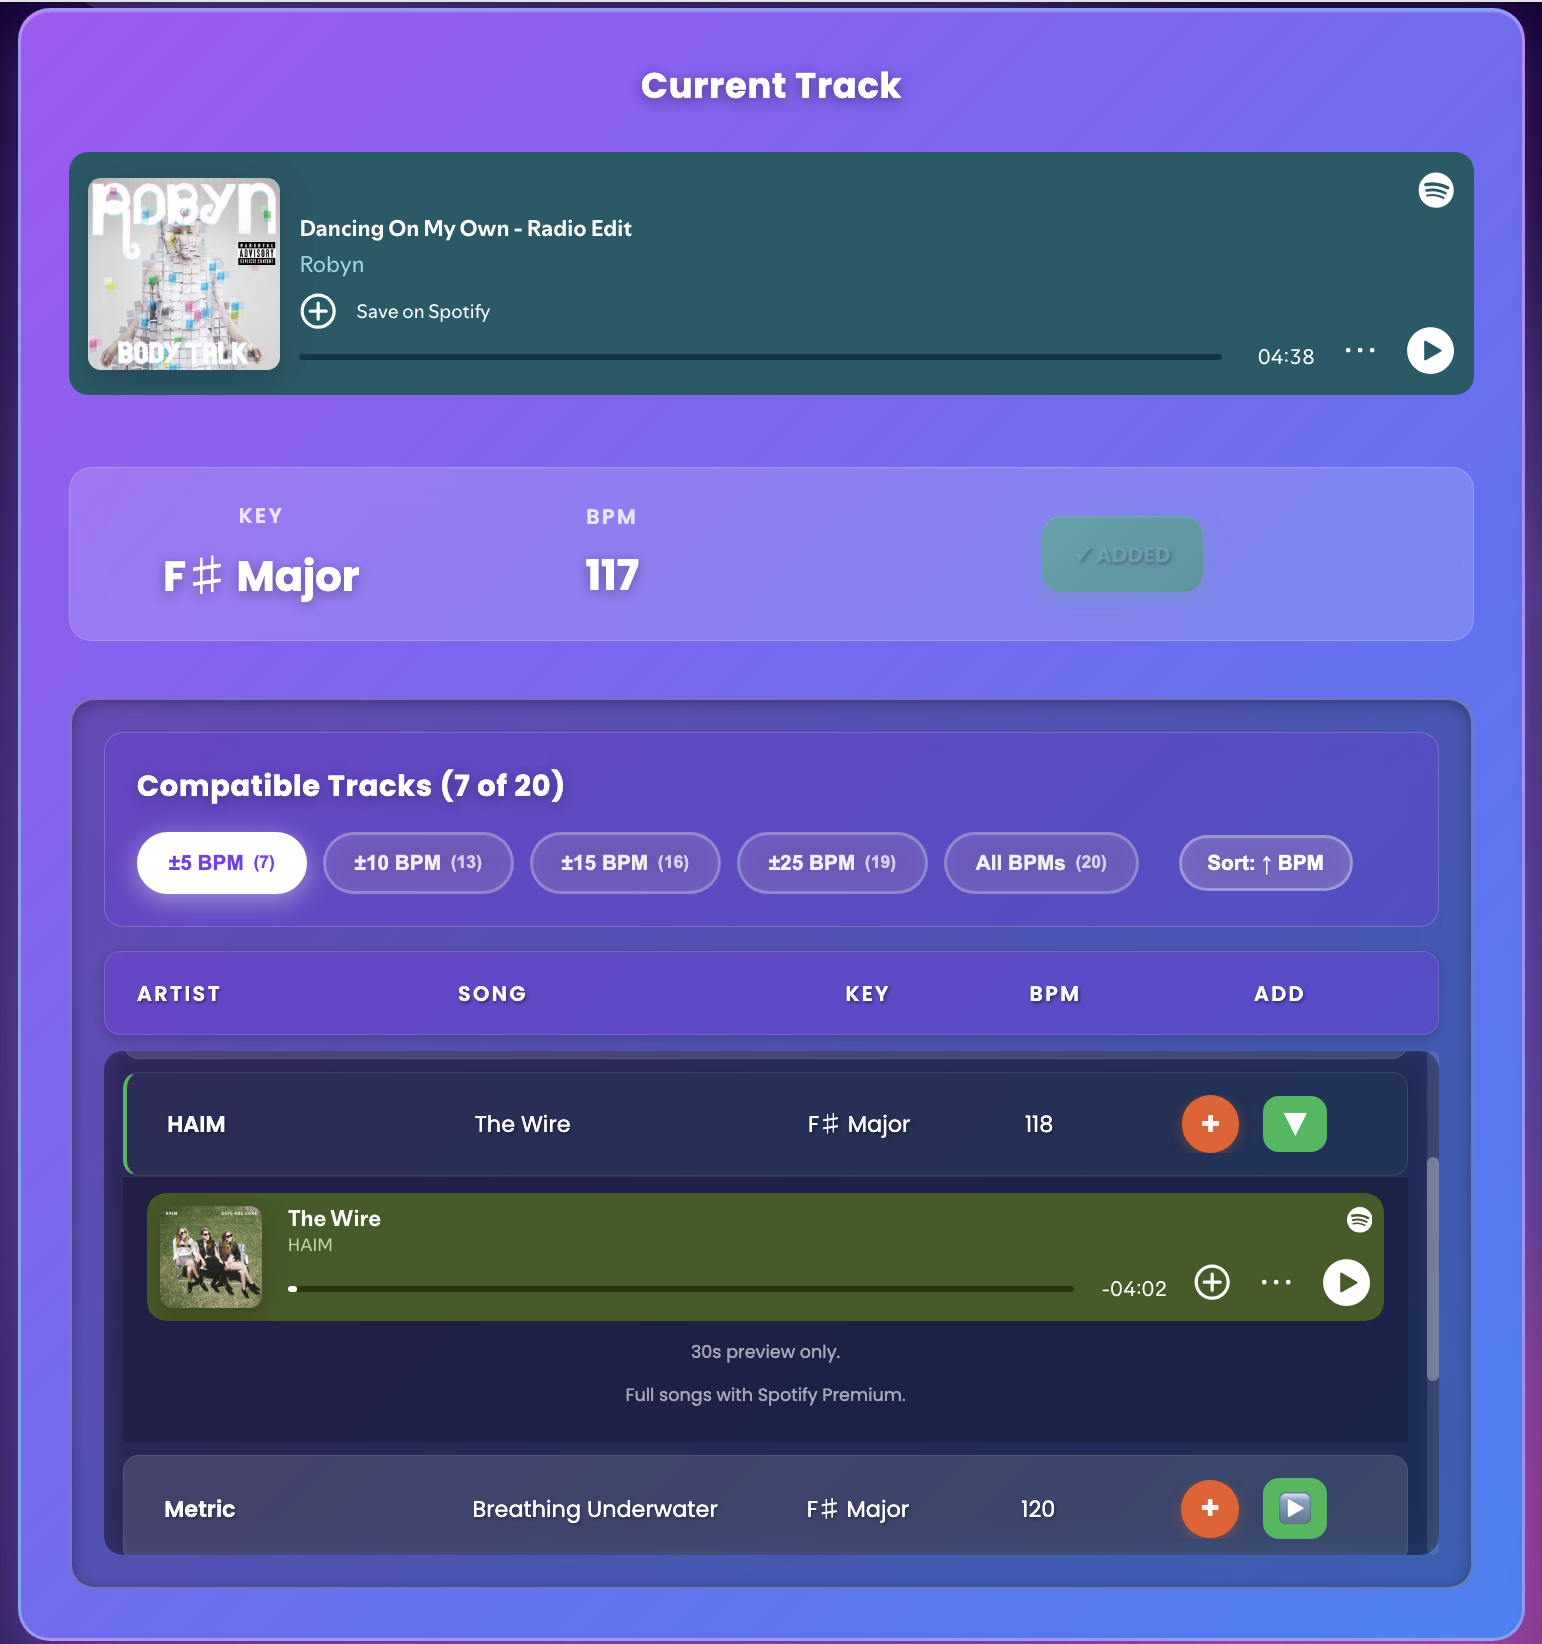 Current Track
ROBYN
PARENTAL
ADVISORY
EXPLICIT CONTENT
BODY TALK
Dancing On My Own - Radio Edit
Robyn
Save on Spotify
04:38
KEY
BPM
F♯ Major
117
✓ ADDED
Compatible Tracks (7 of 20)
±5 BPM (7)
±10 BPM (13)
±15 BPM (16)
±25 BPM (19)
All BPMs (20)
Sort: ↑ BPM
ARTIST
SONG
KEY
BPM
ADD
HAIM
The Wire
F♯ Major
118
HAIM
DAYS ARE GONE
The Wire
HAIM
-04:02
30s preview only.
Full songs with Spotify Premium.
Metric
Breathing Underwater
F♯ Major
120